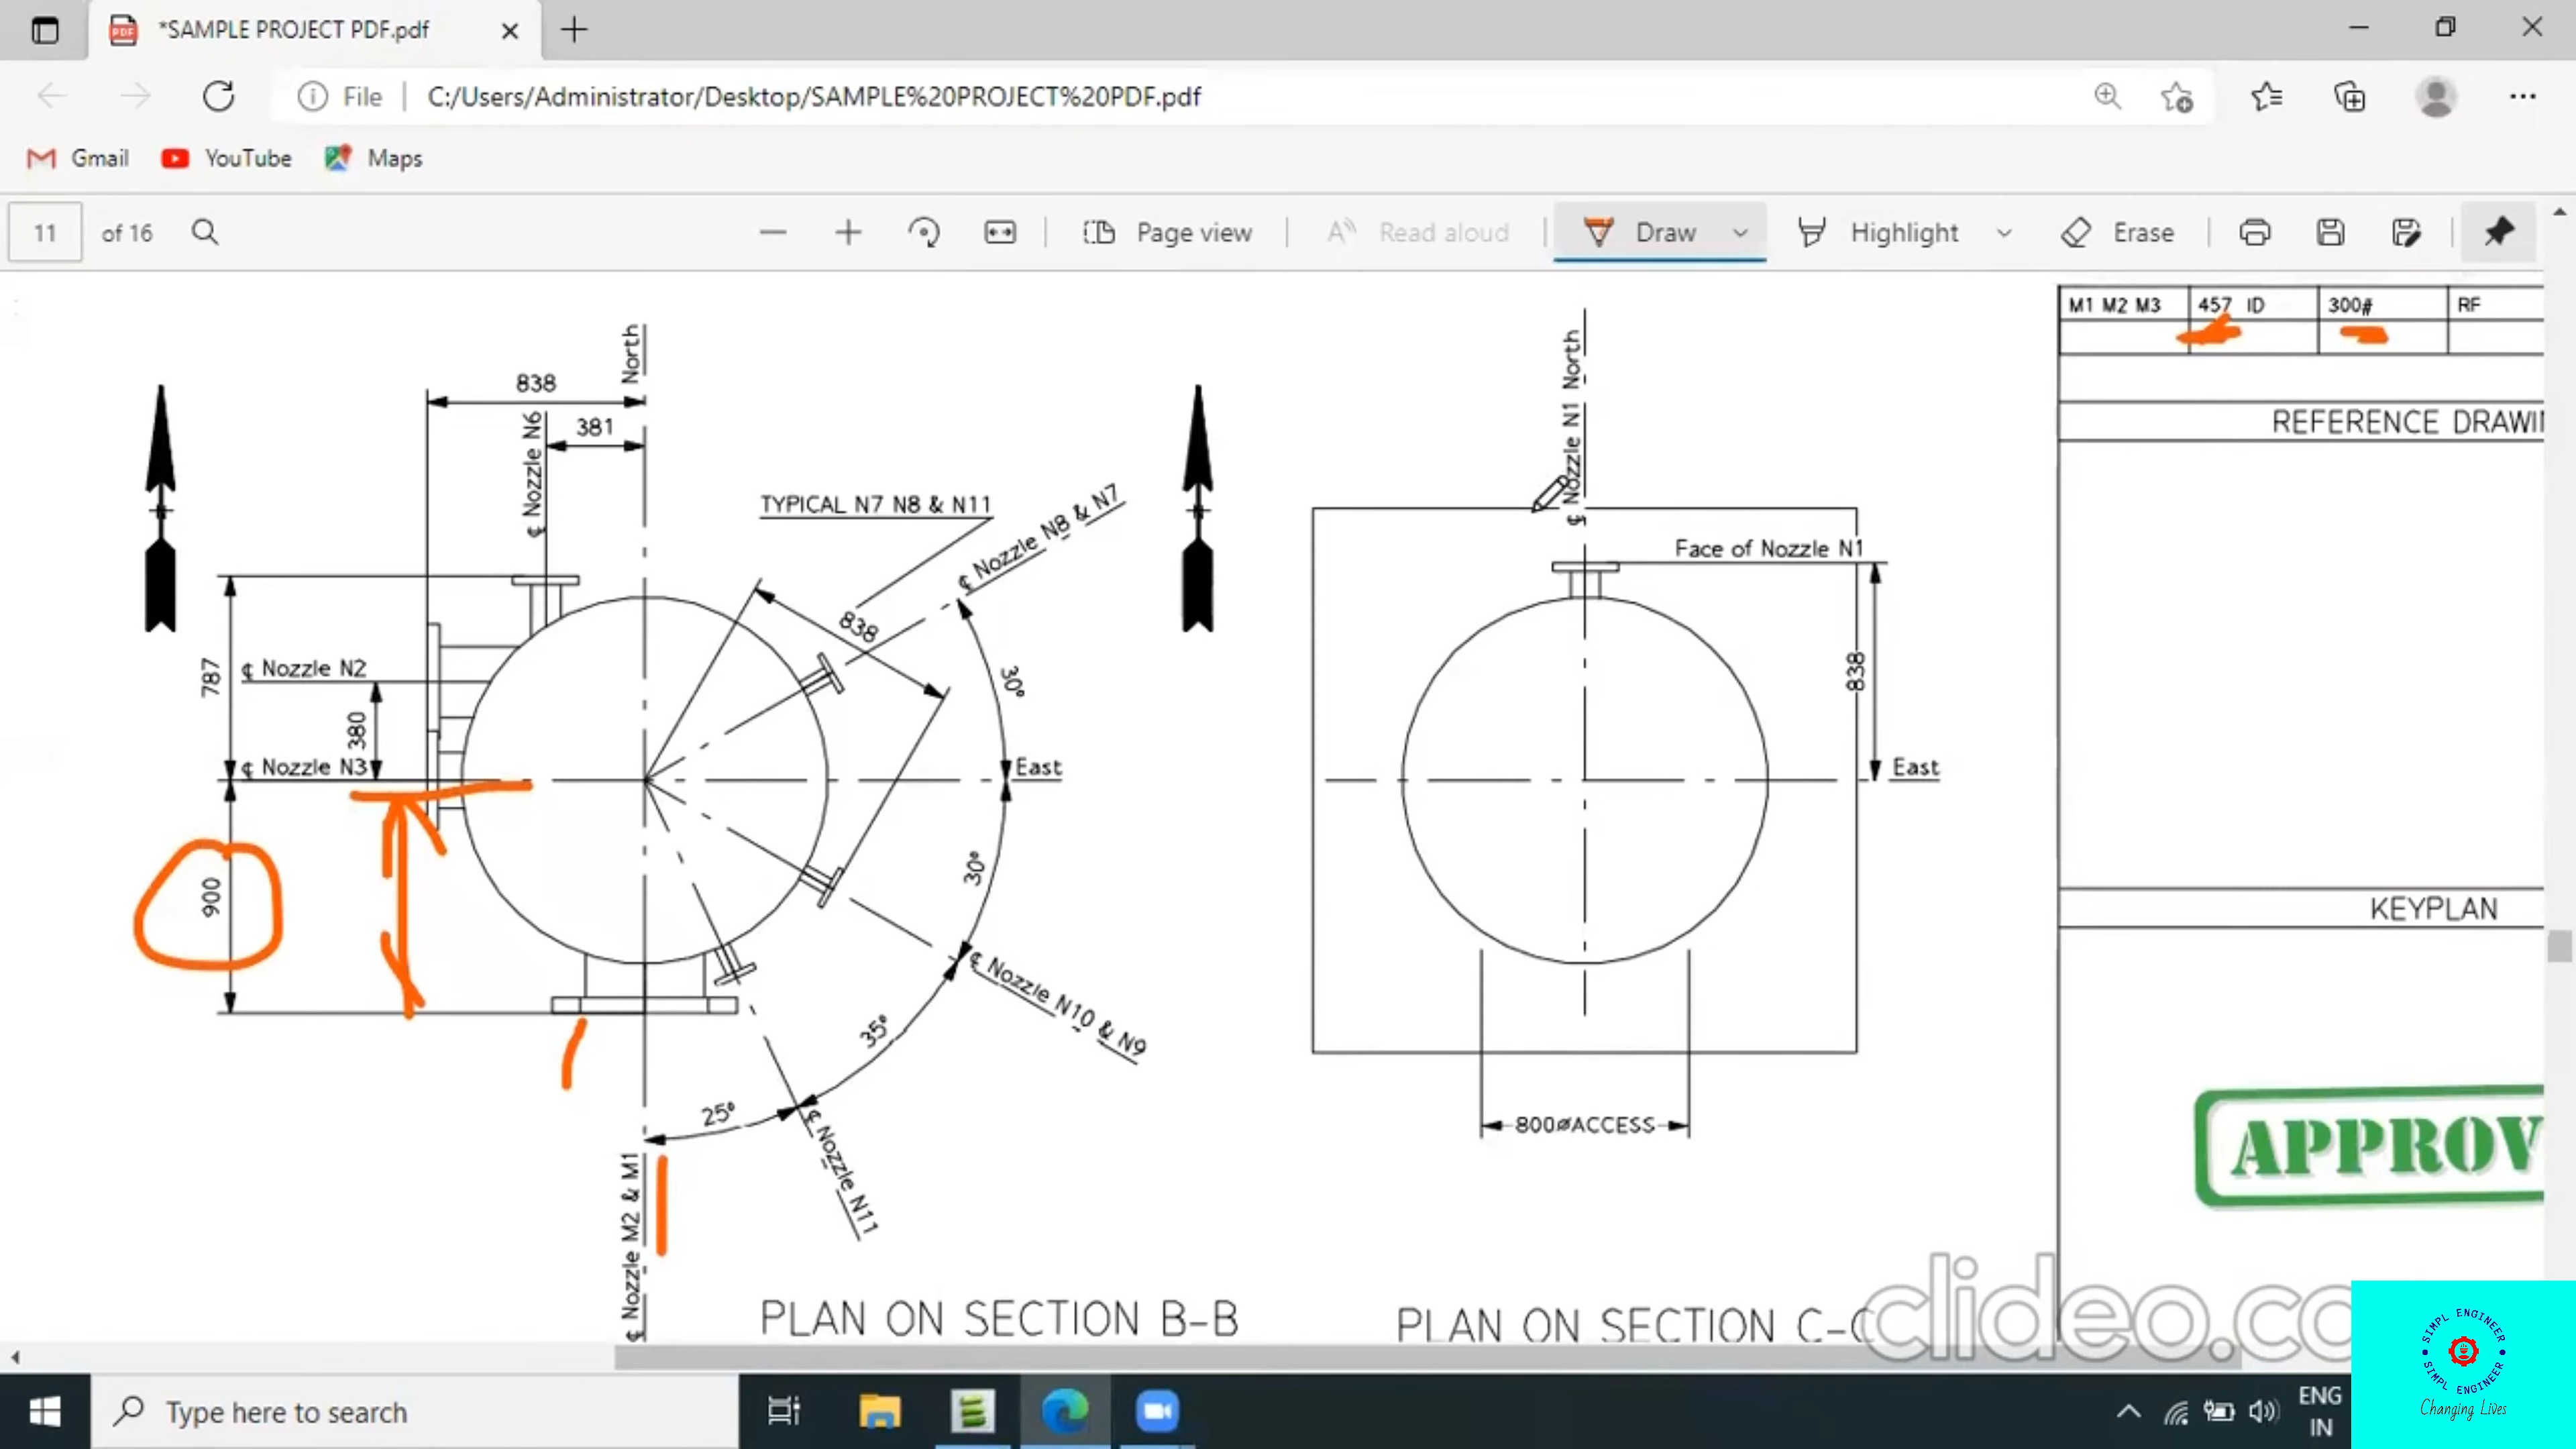 *SAMPLE PROJECT PDF.pdf
File
C:/Users/Administrator/Desktop/SAMPLE%20PROJECT%20PDF.pdf
Gmail
YouTube
Maps
11 of 16
Page view
Read aloud
Draw
Highlight
Erase
M1 M2 M3 457 ID 300# RF
REFERENCE DRAWI
KEYPLAN
APPROV
North
838
℄ Nozzle N6
381
TYPICAL N7 N8 & N11
℄ Nozzle N8 & N7
838
30°
787
℄ Nozzle N2
380
℄ Nozzle N3
East
900
30°
℄ Nozzle N10 & N9
35°
25°
℄ Nozzle N11
℄ Nozzle M2 & M1
PLAN ON SECTION B-B
N
N
℄ Nozzle N1 North
Face of Nozzle N1
838
East
800øACCESS
PLAN ON SECTION C-C
clideo.co
SIMPL ENGINEER
SIMPL ENGINEER
Changing Lives
Type here to search
ENG
IN